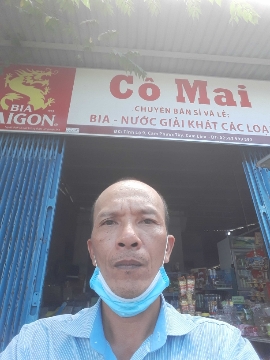 Cô Mai
CHUYÊN BÁN SỈ VÀ LẺ:
BIA - NƯỚC GIẢI KHÁT CÁC LOẠI
BIA
SAIGON